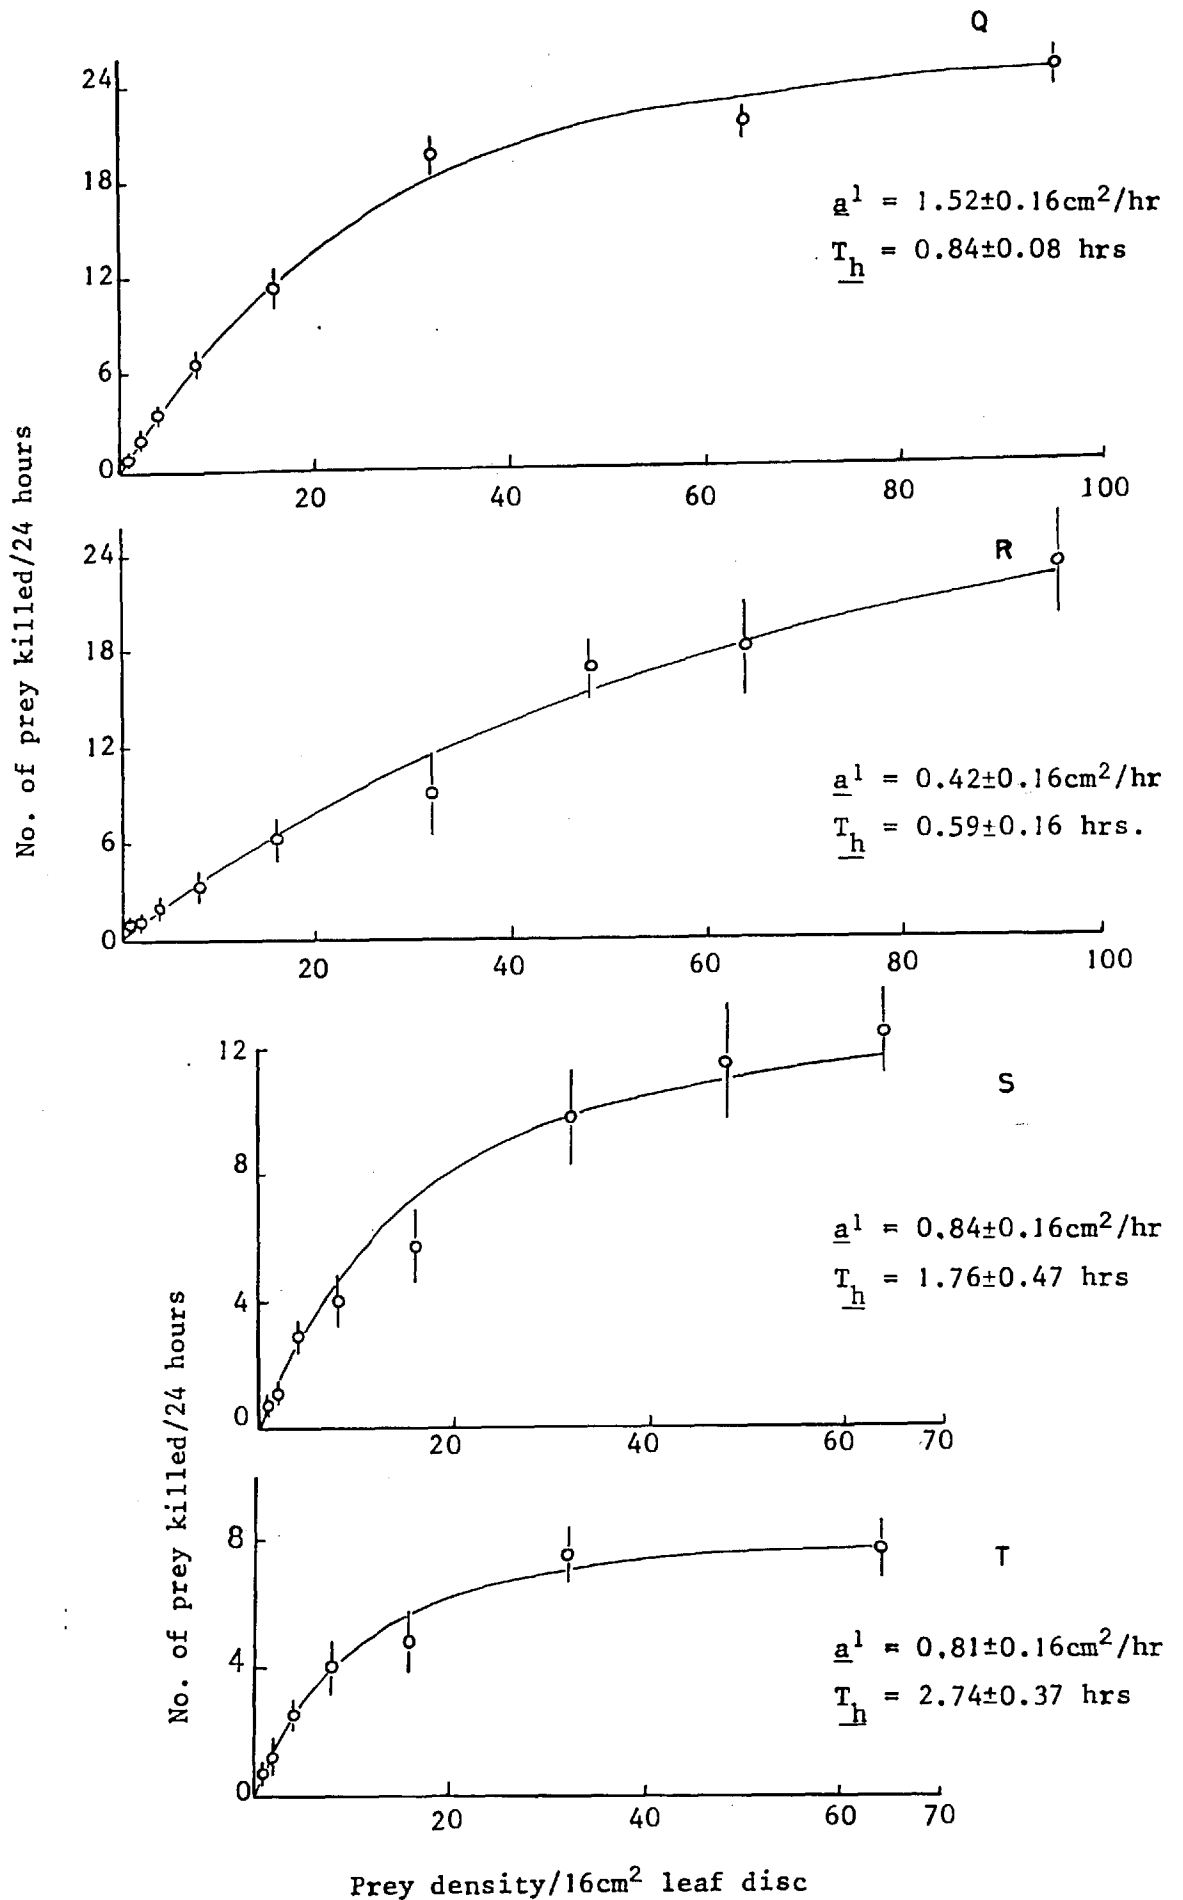 Q
24
18
12
6
0
20 40 60 80 100
a¹ = 1.52±0.16cm²/hr
T_h = 0.84±0.08 hrs
No. of prey killed/24 hours
R
24
18
12
6
0
20 40 60 80 100
a¹ = 0.42±0.16cm²/hr
T_h = 0.59±0.16 hrs.
S
12
8
4
0
20 40 60 70
a¹ = 0.84±0.16cm²/hr
T_h = 1.76±0.47 hrs
No. of prey killed/24 hours
T
8
4
0
20 40 60 70
a¹ = 0.81±0.16cm²/hr
T_h = 2.74±0.37 hrs
Prey density/16cm² leaf disc